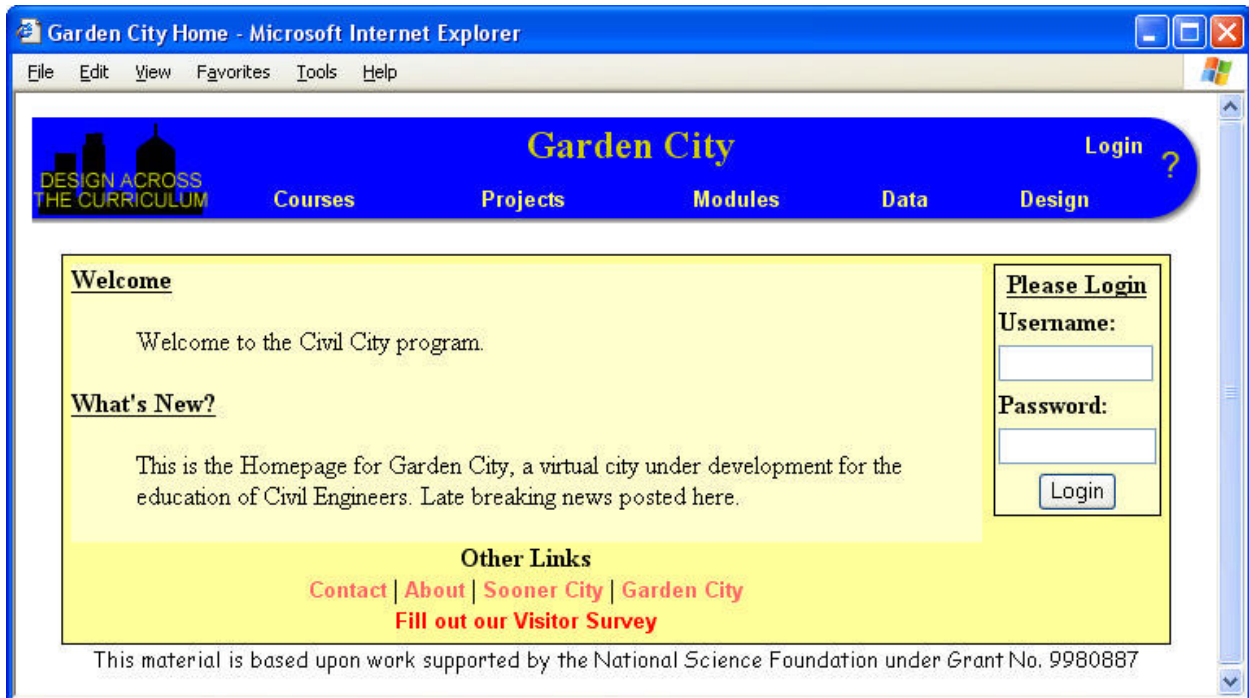 Garden City Home - Microsoft Internet Explorer
File Edit View Favorites Tools Help
Garden City
Login
?
DESIGN ACROSS
THE CURRICULUM
Courses Projects Modules Data Design
Welcome
Welcome to the Civil City program.
What's New?
This is the Homepage for Garden City, a virtual city under development for the
education of Civil Engineers. Late breaking news posted here.
Please Login
Username:
Password:
Login
Other Links
Contact | About | Sooner City | Garden City
Fill out our Visitor Survey
This material is based upon work supported by the National Science Foundation under Grant No. 9980887